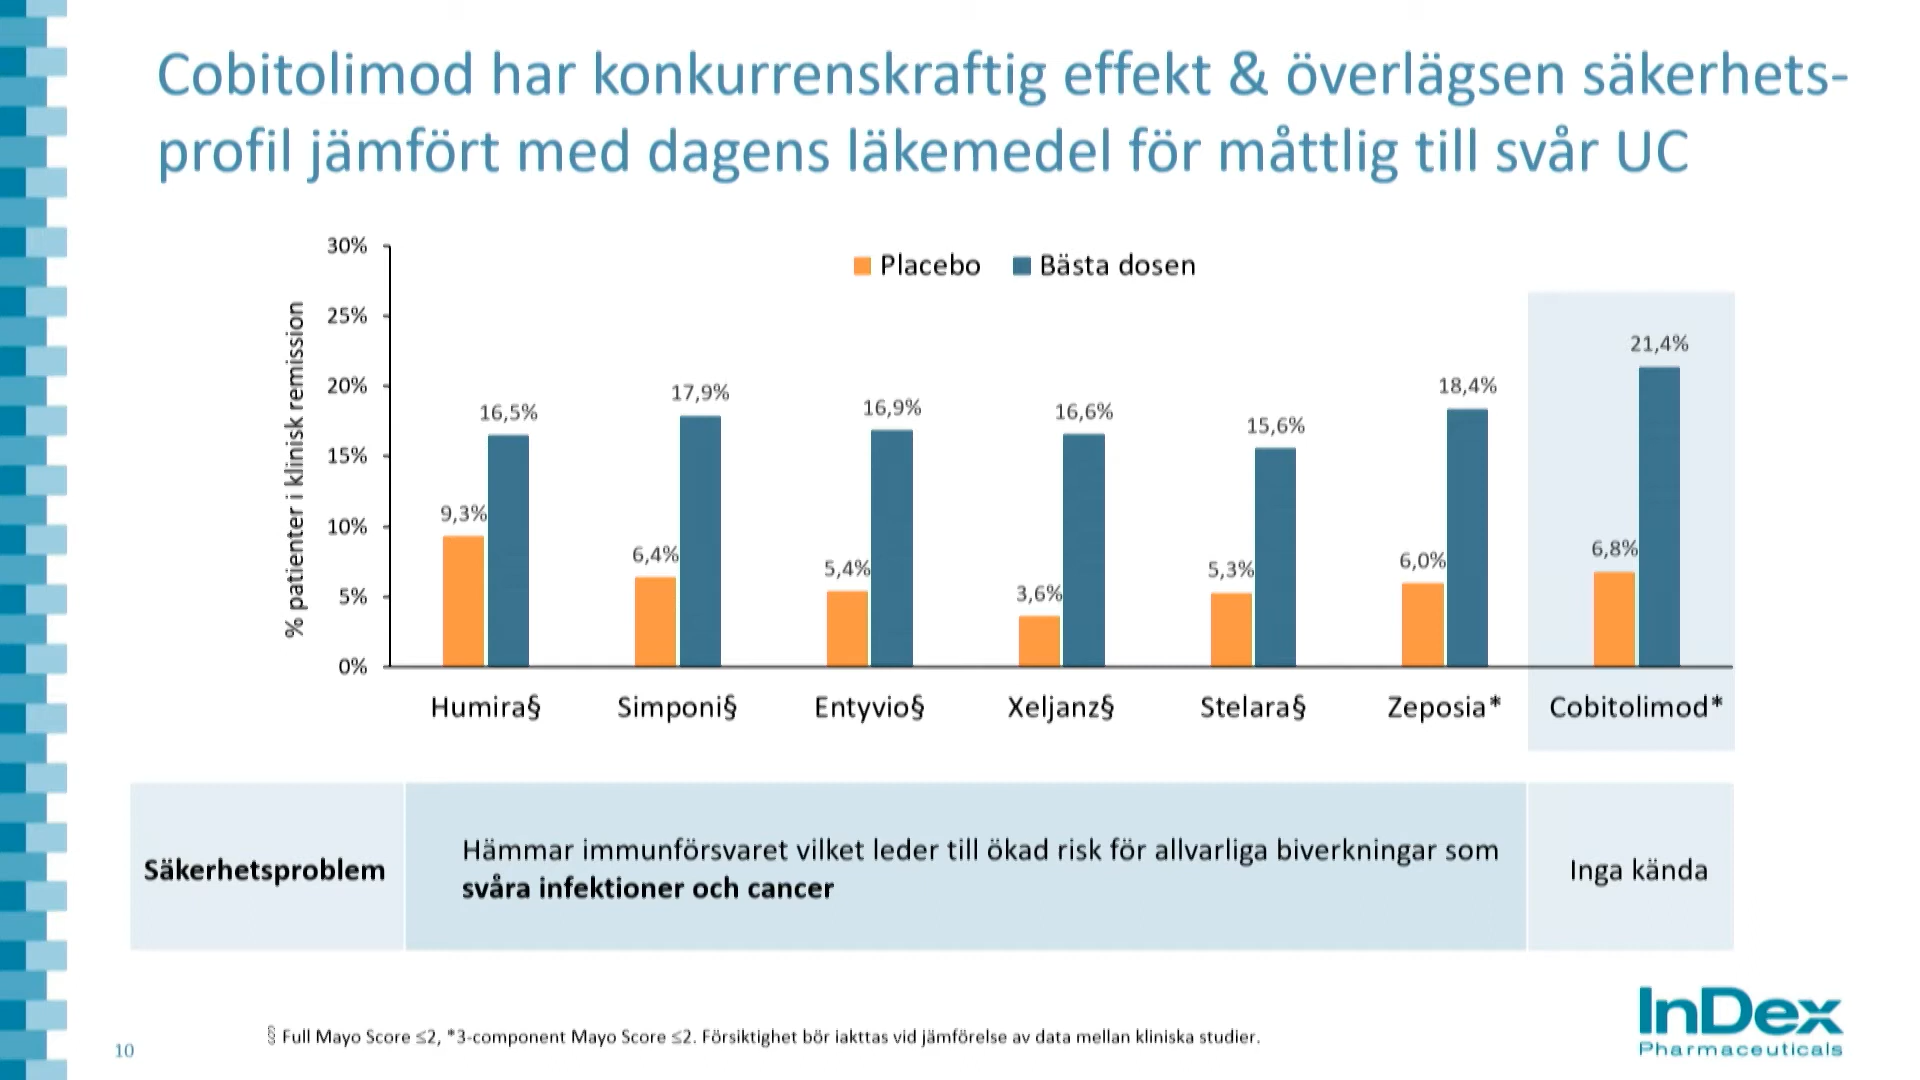 Cobitolimod har konkurrenskraftig effekt & överlägsen säkerhets-
profil jämfört med dagens läkemedel för måttlig till svår UC
Placebo
Bästa dosen
% patienter i klinisk remission
30%
25%
20%
15%
10%
5%
0%
9,3%
16,5%
6,4%
17,9%
5,4%
16,9%
3,6%
16,6%
5,3%
15,6%
6,0%
18,4%
6,8%
21,4%
Humira§
Simponi§
Entyvio§
Xeljanz§
Stelara§
Zeposia*
Cobitolimod*
Säkerhetsproblem
Hämmar immunförsvaret vilket leder till ökad risk för allvarliga biverkningar som
svåra infektioner och cancer
Inga kända
§ Full Mayo Score ≤2, *3-component Mayo Score ≤2. Försiktighet bör iakttas vid jämförelse av data mellan kliniska studier.
10
InDex
Pharmaceuticals